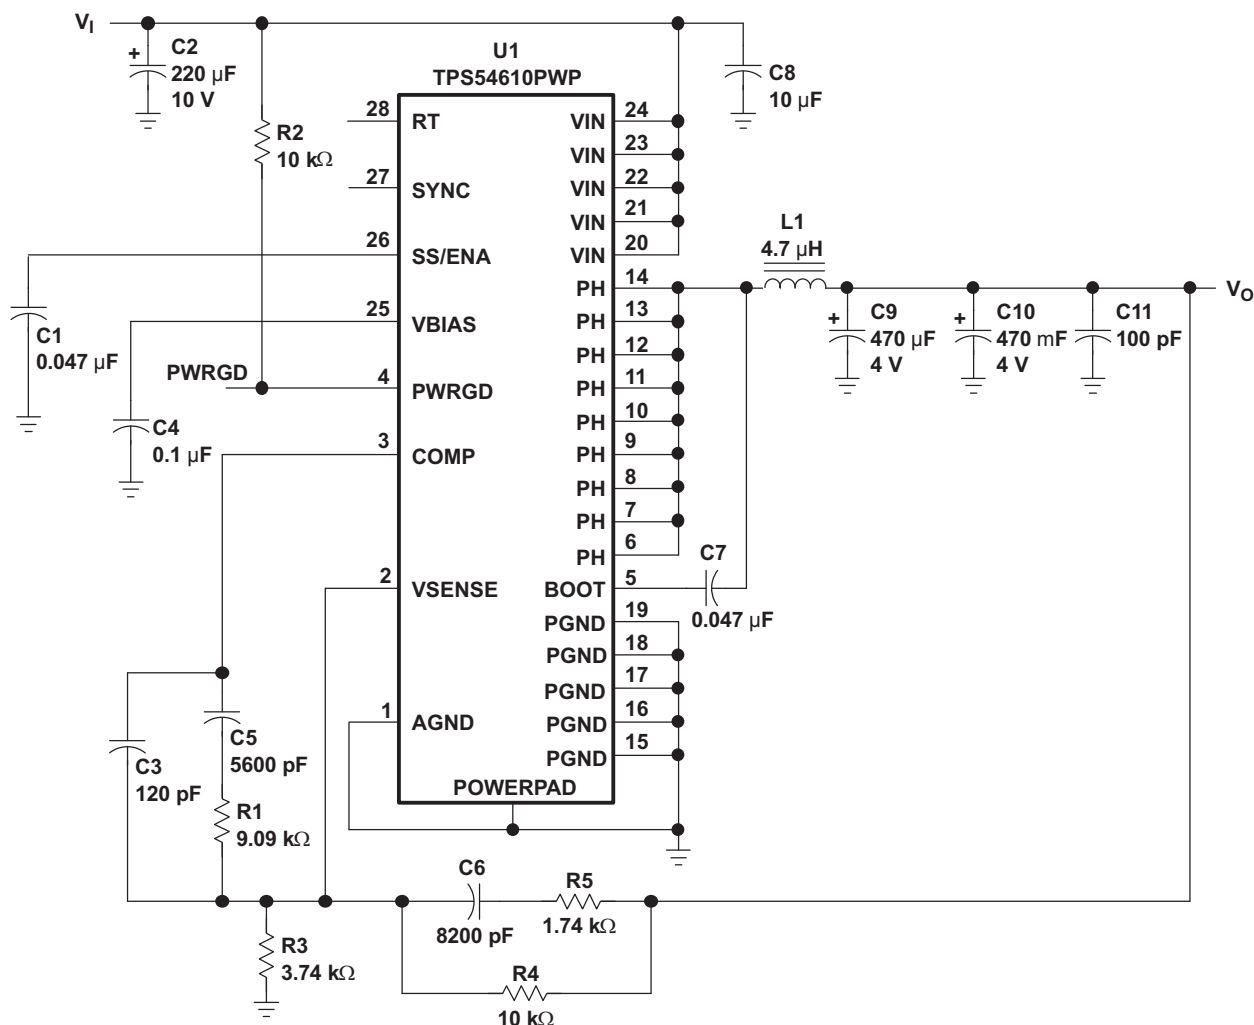 V_I
+
C2
220 µF
10 V
R2
10 kΩ
U1
TPS54610PWP
C8
10 µF
28
RT
27
SYNC
26
SS/ENA
25
VBIAS
4
PWRGD
3
COMP
2
VSENSE
1
AGND
VIN
24
VIN
23
VIN
22
VIN
21
VIN
20
PH
14
PH
13
PH
12
PH
11
PH
10
PH
9
PH
8
PH
7
PH
6
BOOT
5
PGND
19
PGND
18
PGND
17
PGND
16
PGND
15
POWERPAD
C1
0.047 µF
PWRGD
C4
0.1 µF
L1
4.7 µH
V_O
+
C9
470 µF
4 V
+
C10
470 mF
4 V
C11
100 pF
C7
0.047 µF
C3
120 pF
C5
5600 pF
R1
9.09 kΩ
R3
3.74 kΩ
C6
8200 pF
R5
1.74 kΩ
R4
10 kΩ